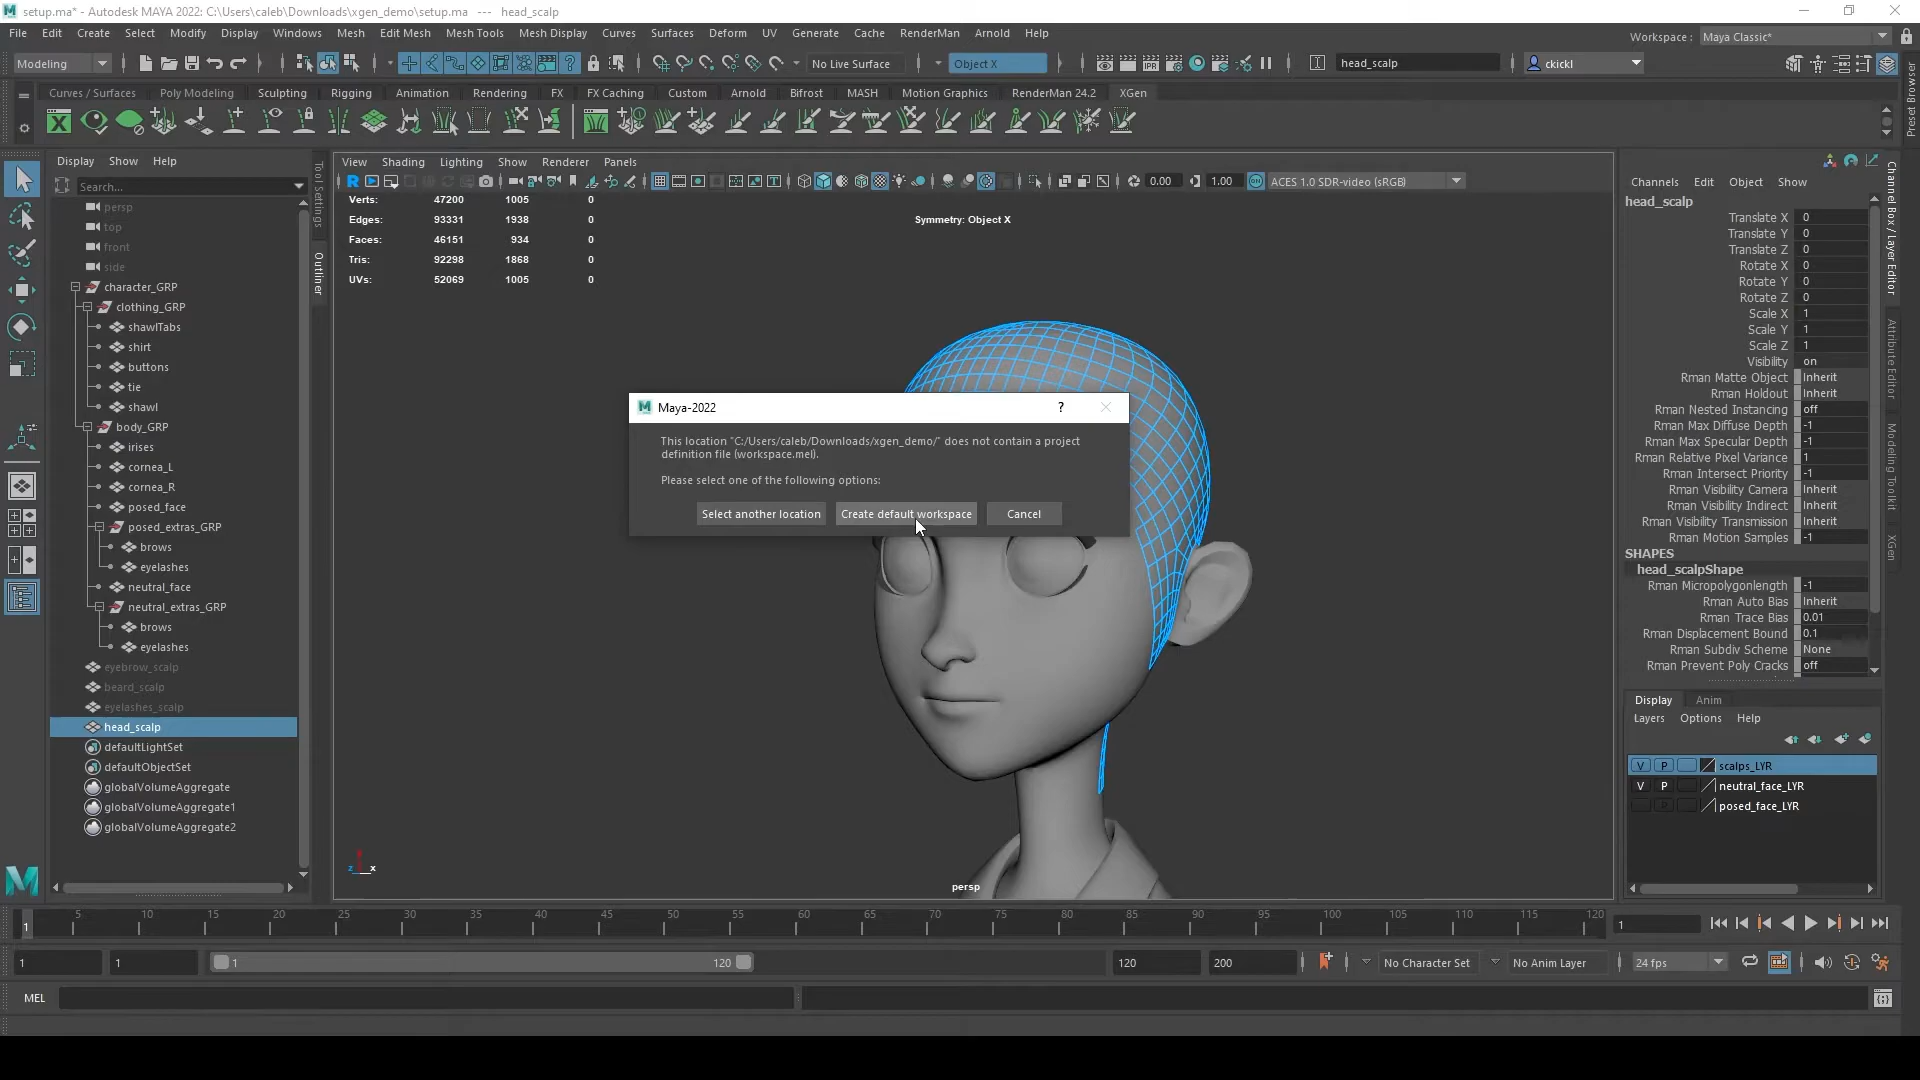 setup.ma* - Autodesk MAYA 2022: C:\Users\caleb\Downloads\xgen_demo\setup.ma --- head_scalp
File Edit Create Select Modify Display Windows Mesh Edit Mesh Mesh Tools Mesh Display Curves Surfaces Deform UV Generate Cache RenderMan Arnold Help
Workspace : Maya Classic*
Modeling No Live Surface Object X head_scalp ckickl
Curves / Surfaces Poly Modeling Sculpting Rigging Animation Rendering FX FX Caching Custom Arnold Bifrost MASH Motion Graphics RenderMan 24.2 XGen
Preset Browser
Display Show Help
Search...
persp
top
front
side
character_GRP
clothing_GRP
shawlTabs
shirt
buttons
tie
shawl
body_GRP
irises
cornea_L
cornea_R
posed_face
posed_extras_GRP
brows
eyelashes
neutral_face
neutral_extras_GRP
brows
eyelashes
eyebrow_scalp
beard_scalp
eyelashes_scalp
head_scalp
defaultLightSet
defaultObjectSet
globalVolumeAggregate
globalVolumeAggregate1
globalVolumeAggregate2
Tool Settings
Outliner
View Shading Lighting Show Renderer Panels
0.00 1.00 ACES 1.0 SDR-video (sRGB)
Verts: 47200 1005 0
Edges: 93331 1938 0
Faces: 46151 934 0
Tris: 92298 1868 0
UVs: 52069 1005 0
Symmetry: Object X
Maya-2022 ?
This location "C:/Users/caleb/Downloads/xgen_demo/" does not contain a project
definition file (workspace.mel).
Please select one of the following options:
Select another location Create default workspace Cancel
z x
persp
Channels Edit Object Show
head_scalp
Translate X 0
Translate Y 0
Translate Z 0
Rotate X 0
Rotate Y 0
Rotate Z 0
Scale X 1
Scale Y 1
Scale Z 1
Visibility on
Rman Matte Object Inherit
Rman Holdout Inherit
Rman Nested Instancing off
Rman Max Diffuse Depth -1
Rman Max Specular Depth -1
Rman Relative Pixel Variance 1
Rman Intersect Priority -1
Rman Visibility Camera Inherit
Rman Visibility Indirect Inherit
Rman Visibility Transmission Inherit
Rman Motion Samples -1
SHAPES
head_scalpShape
Rman Micropolygonlength -1
Rman Auto Bias Inherit
Rman Trace Bias 0.01
Rman Displacement Bound 0.1
Rman Subdiv Scheme None
Rman Prevent Poly Cracks off
Channel Box / Layer Editor
Attribute Editor
Modeling Toolkit
XGen
Display Anim
Layers Options Help
V P scalps_LYR
V P neutral_face_LYR
P posed_face_LYR
1 5 10 15 20 25 30 35 40 45 50 55 60 65 70 75 80 85 90 95 100 105 110 115 120
1
1 1 1 120 120 200 No Character Set No Anim Layer 24 fps
MEL